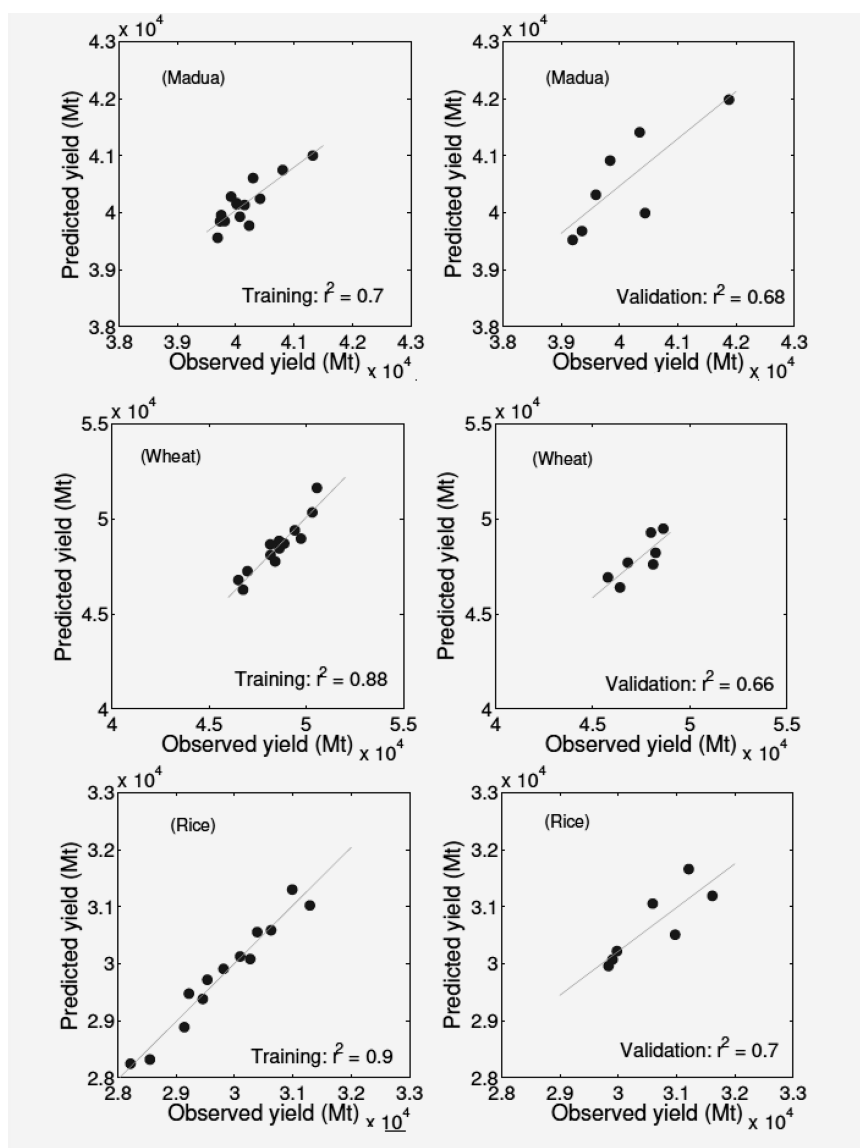 x 10^4
4.3
4.2
4.1
4
3.9
3.8
Predicted yield (Mt)
(Madua)
Training: r^2 = 0.7
3.8 3.9 4 4.1 4.2 4.3
Observed yield (Mt) x 10^4
x 10^4
4.3
4.2
4.1
4
3.9
3.8
Predicted yield (Mt)
(Madua)
Validation: r^2 = 0.68
3.8 3.9 4 4.1 4.2 4.3
Observed yield (Mt) x 10^4
x 10^4
5.5
5
4.5
4
Predicted yield (Mt)
(Wheat)
Training: r^2 = 0.88
4 4.5 5 5.5
Observed yield (Mt) x 10^4
x 10^4
5.5
5
4.5
4
Predicted yield (Mt)
(Wheat)
Validation: r^2 = 0.66
4 4.5 5 5.5
Observed yield (Mt) x 10^4
x 10^4
3.3
3.2
3.1
3
2.9
2.8
Predicted yield (Mt)
(Rice)
Training: r^2 = 0.9
2.8 2.9 3 3.1 3.2 3.3
Observed yield (Mt) x 10^4
x 10^4
3.3
3.2
3.1
3
2.9
2.8
Predicted yield (Mt)
(Rice)
Validation: r^2 = 0.7
2.8 2.9 3 3.1 3.2 3.3
Observed yield (Mt) x 10^4